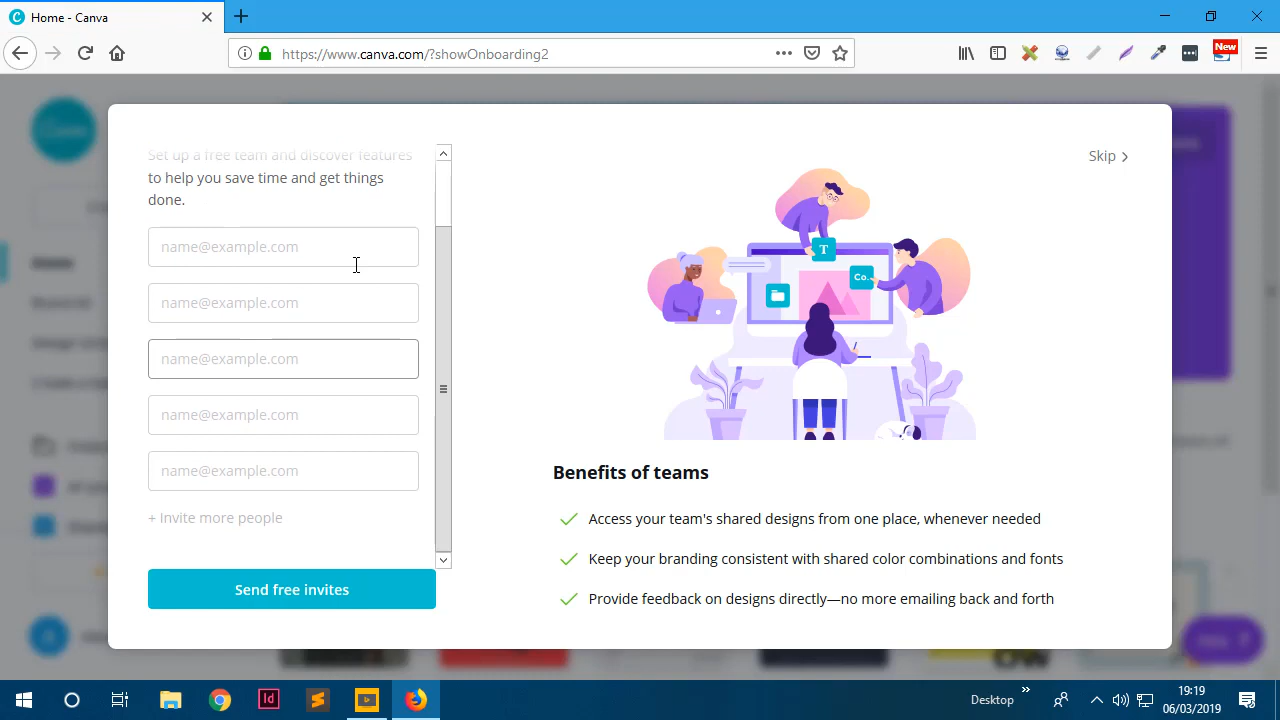 Home - Canva
https://www.canva.com/?showOnboarding2
New
Skip
Set up a free team and discover features
to help you save time and get things
done.
name@example.com
name@example.com
name@example.com
name@example.com
name@example.com
+ Invite more people
Send free invites
T
Co.
Benefits of teams
Access your team's shared designs from one place, whenever needed
Keep your branding consistent with shared color combinations and fonts
Provide feedback on designs directly—no more emailing back and forth
Id
Desktop
19:19
06/03/2019